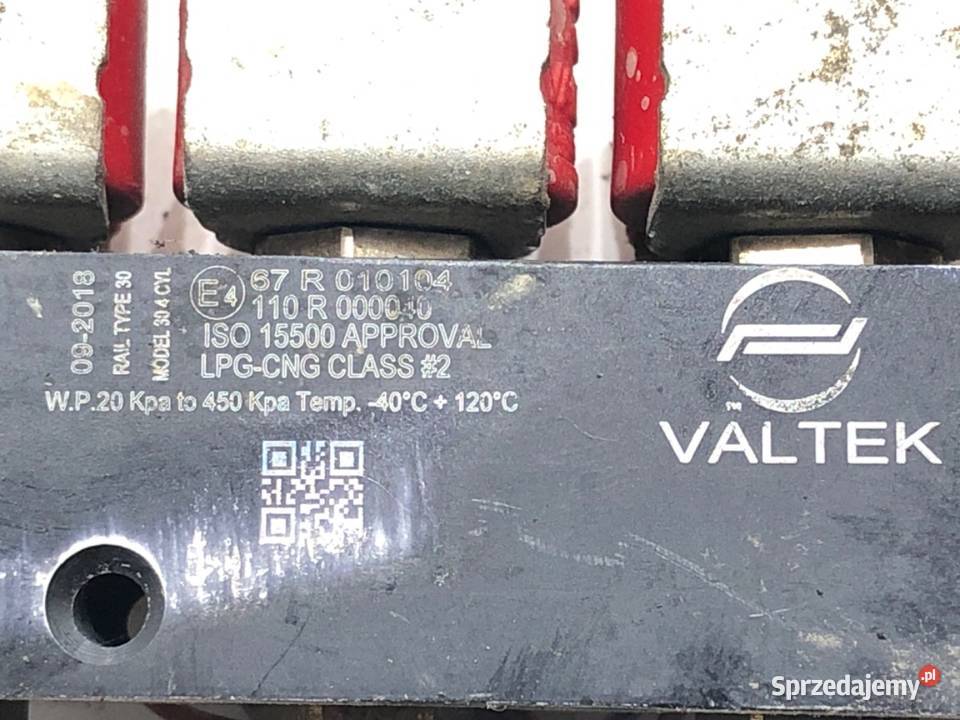 09-2018
RAIL TYPE 30
MODEL 30 4 CYL
E4
67 R 010104
110 R 000040
ISO 15500 APPROVAL
LPG-CNG CLASS #2
W.P.20 Kpa to 450 Kpa Temp. -40°C + 120°C
TM
VALTEK
Sprzedajemy.pl